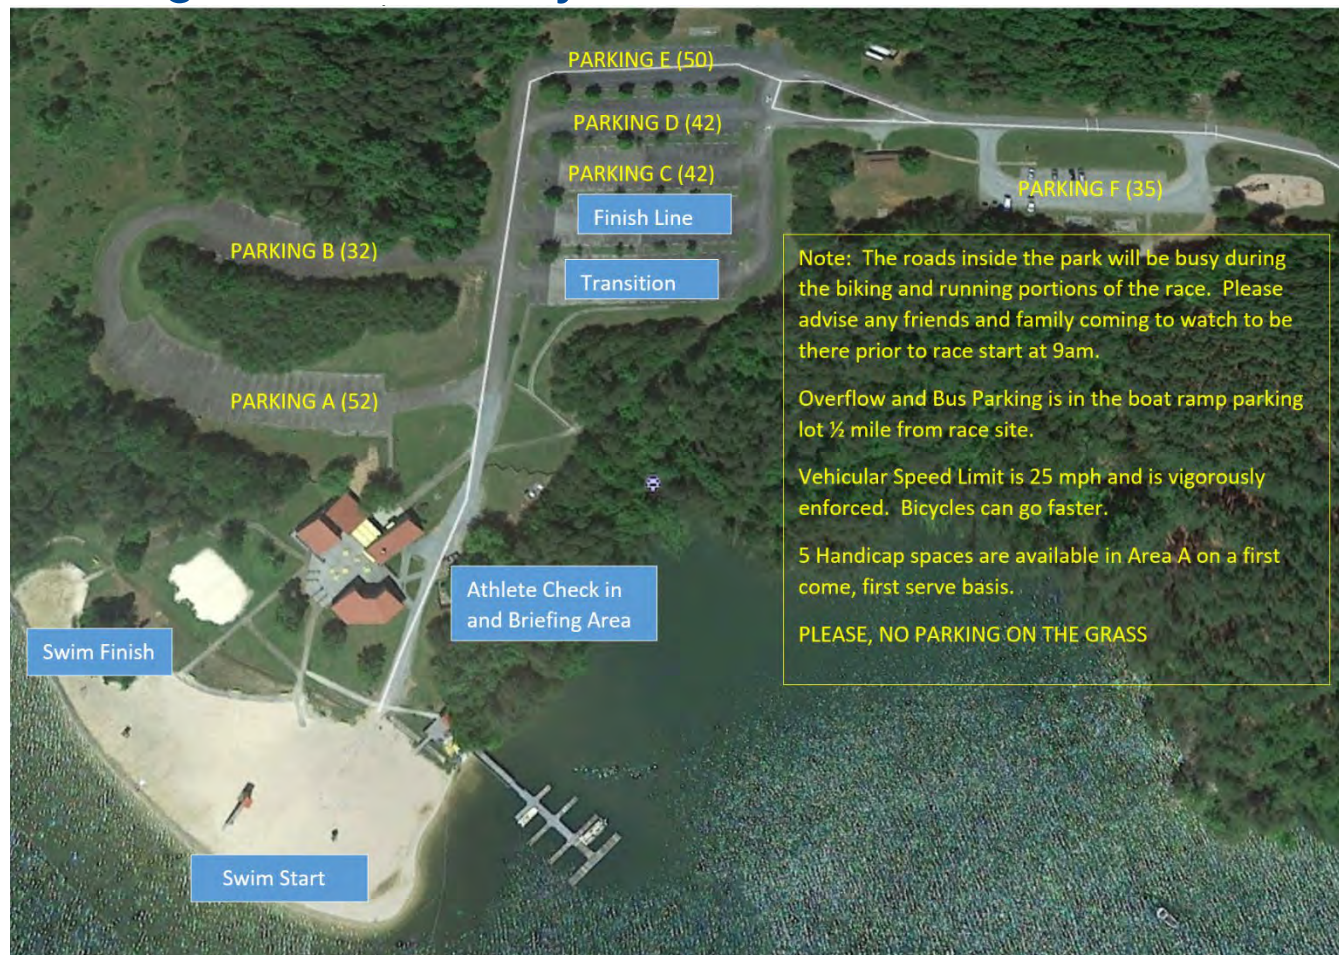 PARKING E (50)
PARKING D (42)
PARKING C (42)
PARKING F (35)
Finish Line
PARKING B (32)
Transition
PARKING A (52)
Note:  The roads inside the park will be busy during
the biking and running portions of the race.  Please
advise any friends and family coming to watch to be
there prior to race start at 9am.
Overflow and Bus Parking is in the boat ramp parking
lot ½ mile from race site.
Vehicular Speed Limit is 25 mph and is vigorously
enforced.  Bicycles can go faster.
5 Handicap spaces are available in Area A on a first
come, first serve basis.
PLEASE, NO PARKING ON THE GRASS
Athlete Check in
and Briefing Area
Swim Finish
Swim Start